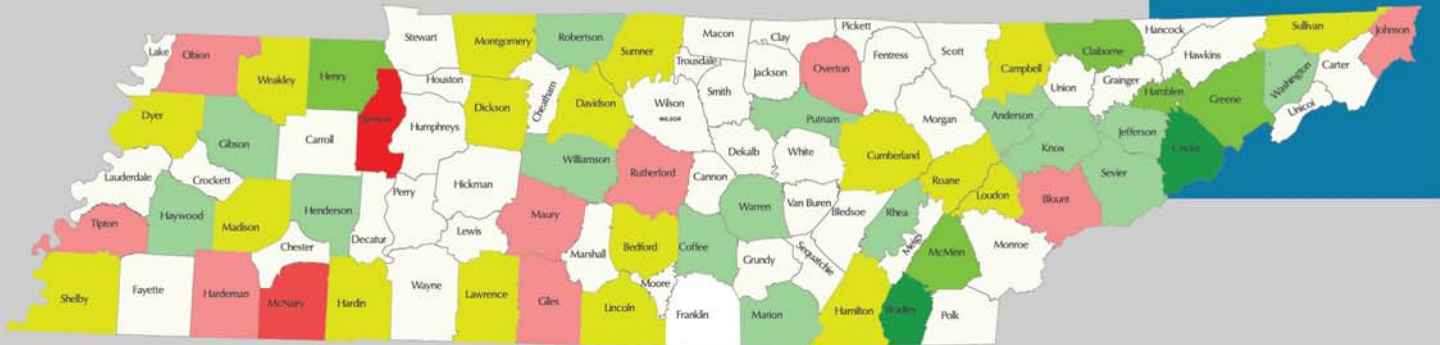 Lake
Obion
Weakley
Henry
Stewart
Montgomery
Robertson
Sumner
Macon
Trousdale
Clay
Pickett
Overton
Fentress
Scott
Campbell
Claiborne
Hancock
Hawkins
Sullivan
Johnson
Carter
Washington
Unicoi
Greene
Hamblen
Grainger
Union
Houston
Dickson
Cheatham
Davidson
Wilson
WILSON
Smith
Jackson
Putnam
Morgan
Anderson
Knox
Jefferson
Cocke
Sevier
Dyer
Gibson
Carroll
Benton
Humphreys
Williamson
Rutherford
Cannon
Dekalb
White
Cumberland
Roane
Loudon
Blount
Lauderdale
Crockett
Haywood
Madison
Henderson
Decatur
Perry
Hickman
Lewis
Maury
Marshall
Bedford
Coffee
Warren
Van Buren
Bledsoe
Rhea
Meigs
McMinn
Monroe
Tipton
Chester
Shelby
Fayette
Hardeman
McNairy
Hardin
Wayne
Lawrence
Giles
Lincoln
Moore
Franklin
Grundy
Sequatchie
Marion
Hamilton
Bradley
Polk